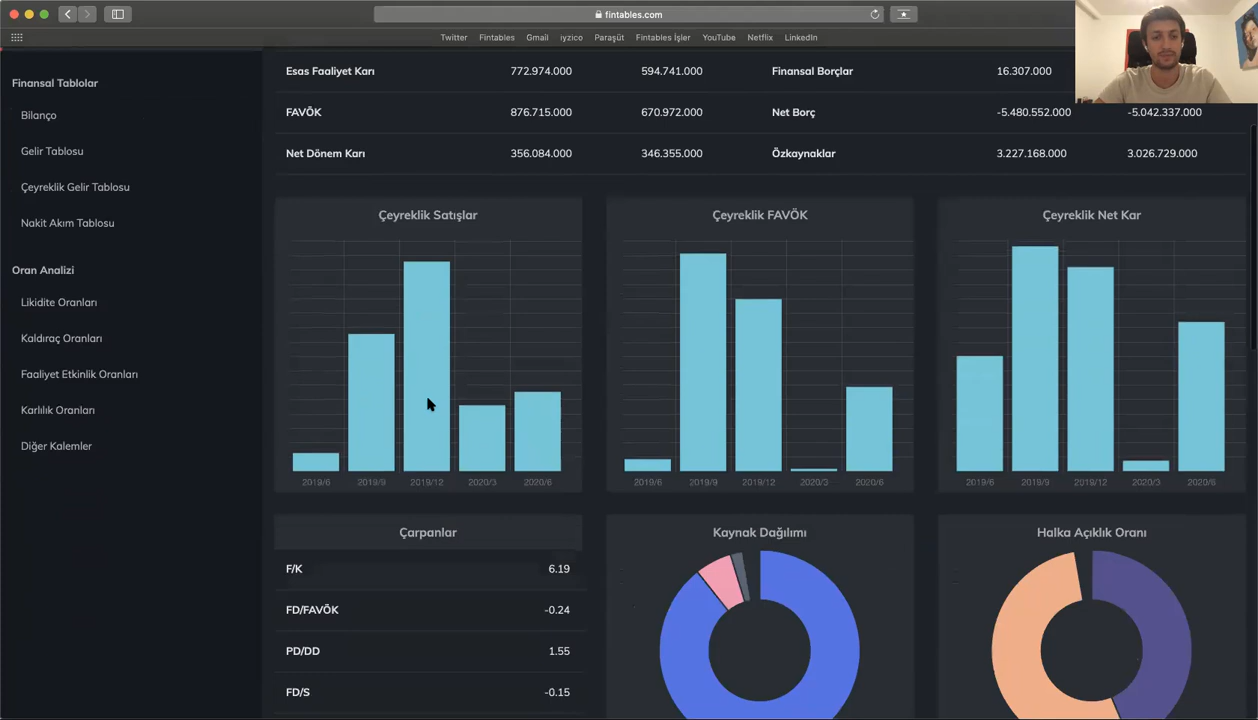 fintables.com
Twitter Fintables Gmail iyzico Paraşüt Fintables İşler YouTube Netflix LinkedIn
Finansal Tablolar
Bilanço
Gelir Tablosu
Çeyreklik Gelir Tablosu
Nakit Akım Tablosu
Oran Analizi
Likidite Oranları
Kaldıraç Oranları
Faaliyet Etkinlik Oranları
Karlılık Oranları
Diğer Kalemler
Esas Faaliyet Karı 772.974.000 594.741.000 Finansal Borçlar 16.307.000
FAVÖK 876.715.000 670.972.000 Net Borç -5.480.552.000 -5.042.337.000
Net Dönem Karı 356.084.000 346.355.000 Özkaynaklar 3.227.168.000 3.026.729.000
Çeyreklik Satışlar
2019/6 2019/9 2019/12 2020/3 2020/6
Çeyreklik FAVÖK
2019/6 2019/9 2019/12 2020/3 2020/6
Çeyreklik Net Kar
2019/6 2019/9 2019/12 2020/3 2020/6
Çarpanlar
F/K 6.19
FD/FAVÖK -0.24
PD/DD 1.55
FD/S -0.15
Kaynak Dağılımı
Halka Açıklık Oranı